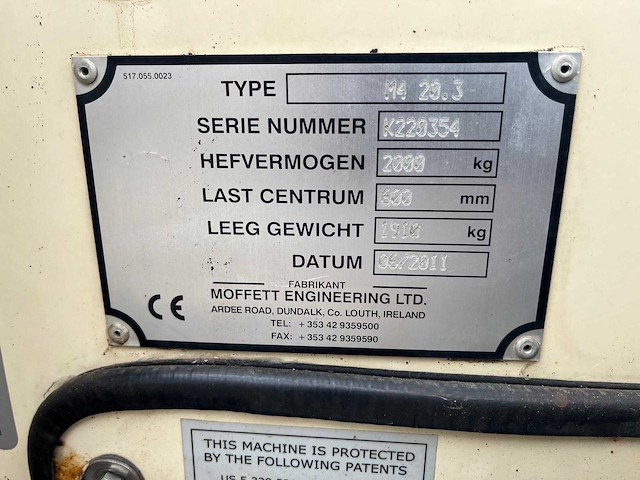 517.055.0023
TYPE M4 20.3
SERIE NUMMER K220354
HEFVERMOGEN 2000 kg
LAST CENTRUM 600 mm
LEEG GEWICHT 1910 kg
DATUM 06/2011
FABRIKANT
MOFFETT ENGINEERING LTD.
ARDEE ROAD, DUNDALK, Co. LOUTH, IRELAND
TEL: + 353 42 9359500
FAX: + 353 42 9359590
CE
THIS MACHINE IS PROTECTED
BY THE FOLLOWING PATENTS